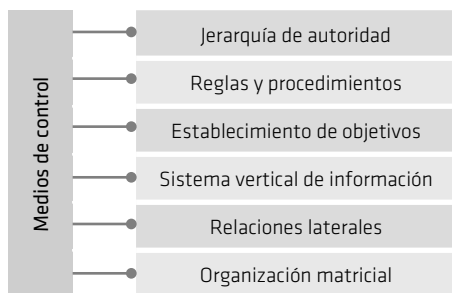 Medios de control
Jerarquía de autoridad
Reglas y procedimientos
Establecimiento de objetivos
Sistema vertical de información
Relaciones laterales
Organización matricial